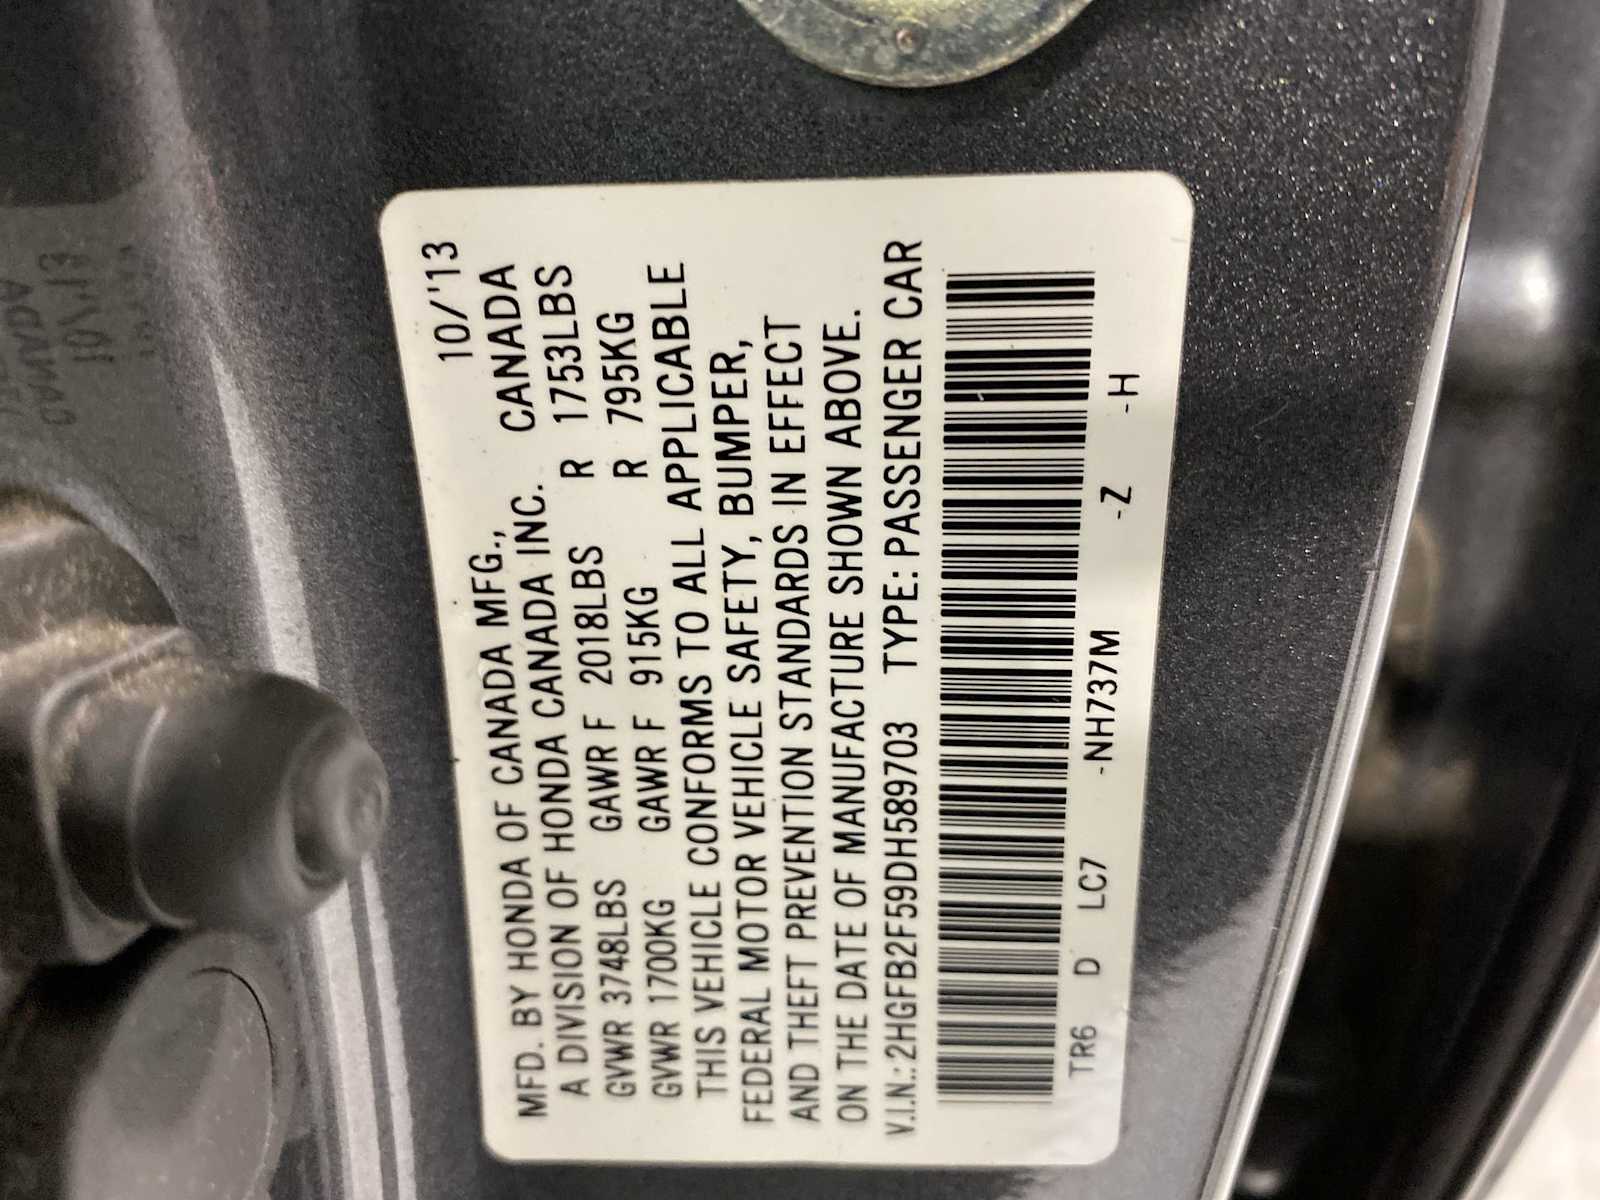 MFD. BY HONDA OF CANADA MFG., 10/'13
A DIVISION OF HONDA CANADA INC. CANADA
GVWR 3748LBS GAWR F 2018LBS R 1753LBS
GVWR 1700KG GAWR F 915KG R 795KG
THIS VEHICLE CONFORMS TO ALL APPLICABLE
FEDERAL MOTOR VEHICLE SAFETY, BUMPER,
AND THEFT PREVENTION STANDARDS IN EFFECT
ON THE DATE OF MANUFACTURE SHOWN ABOVE.
V.I.N.:2HGFB2F59DH589703 TYPE: PASSENGER CAR
TR6 D LC7 -NH737M -Z -H